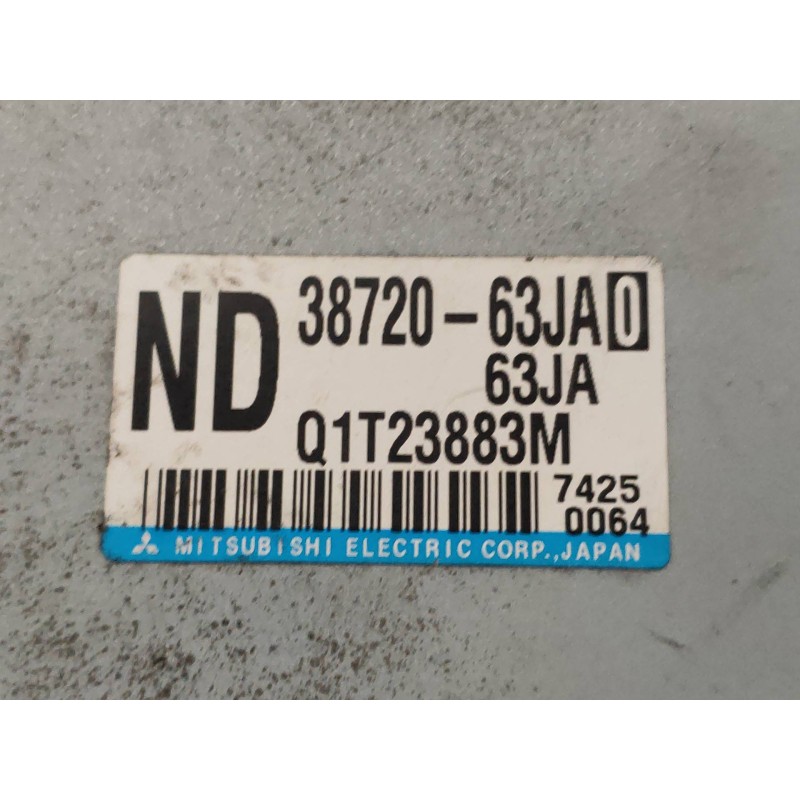 ND
38720-63JA0
63JA
Q1T23883M
7425
0064
MITSUBISHI ELECTRIC CORP.,JAPAN